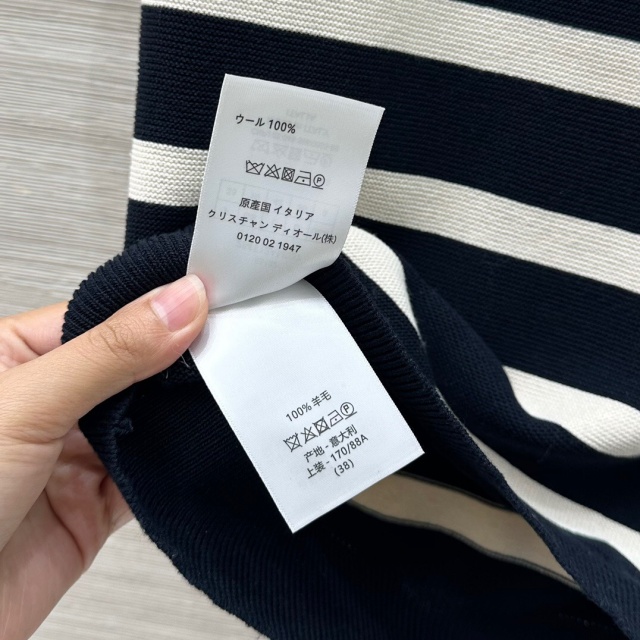 ウール 100%
原産国 イタリア
クリスチャン ディオール(株)
0120 02 1947
100% 羊毛
产地 - 意大利
上装 - 170/88A
(38)